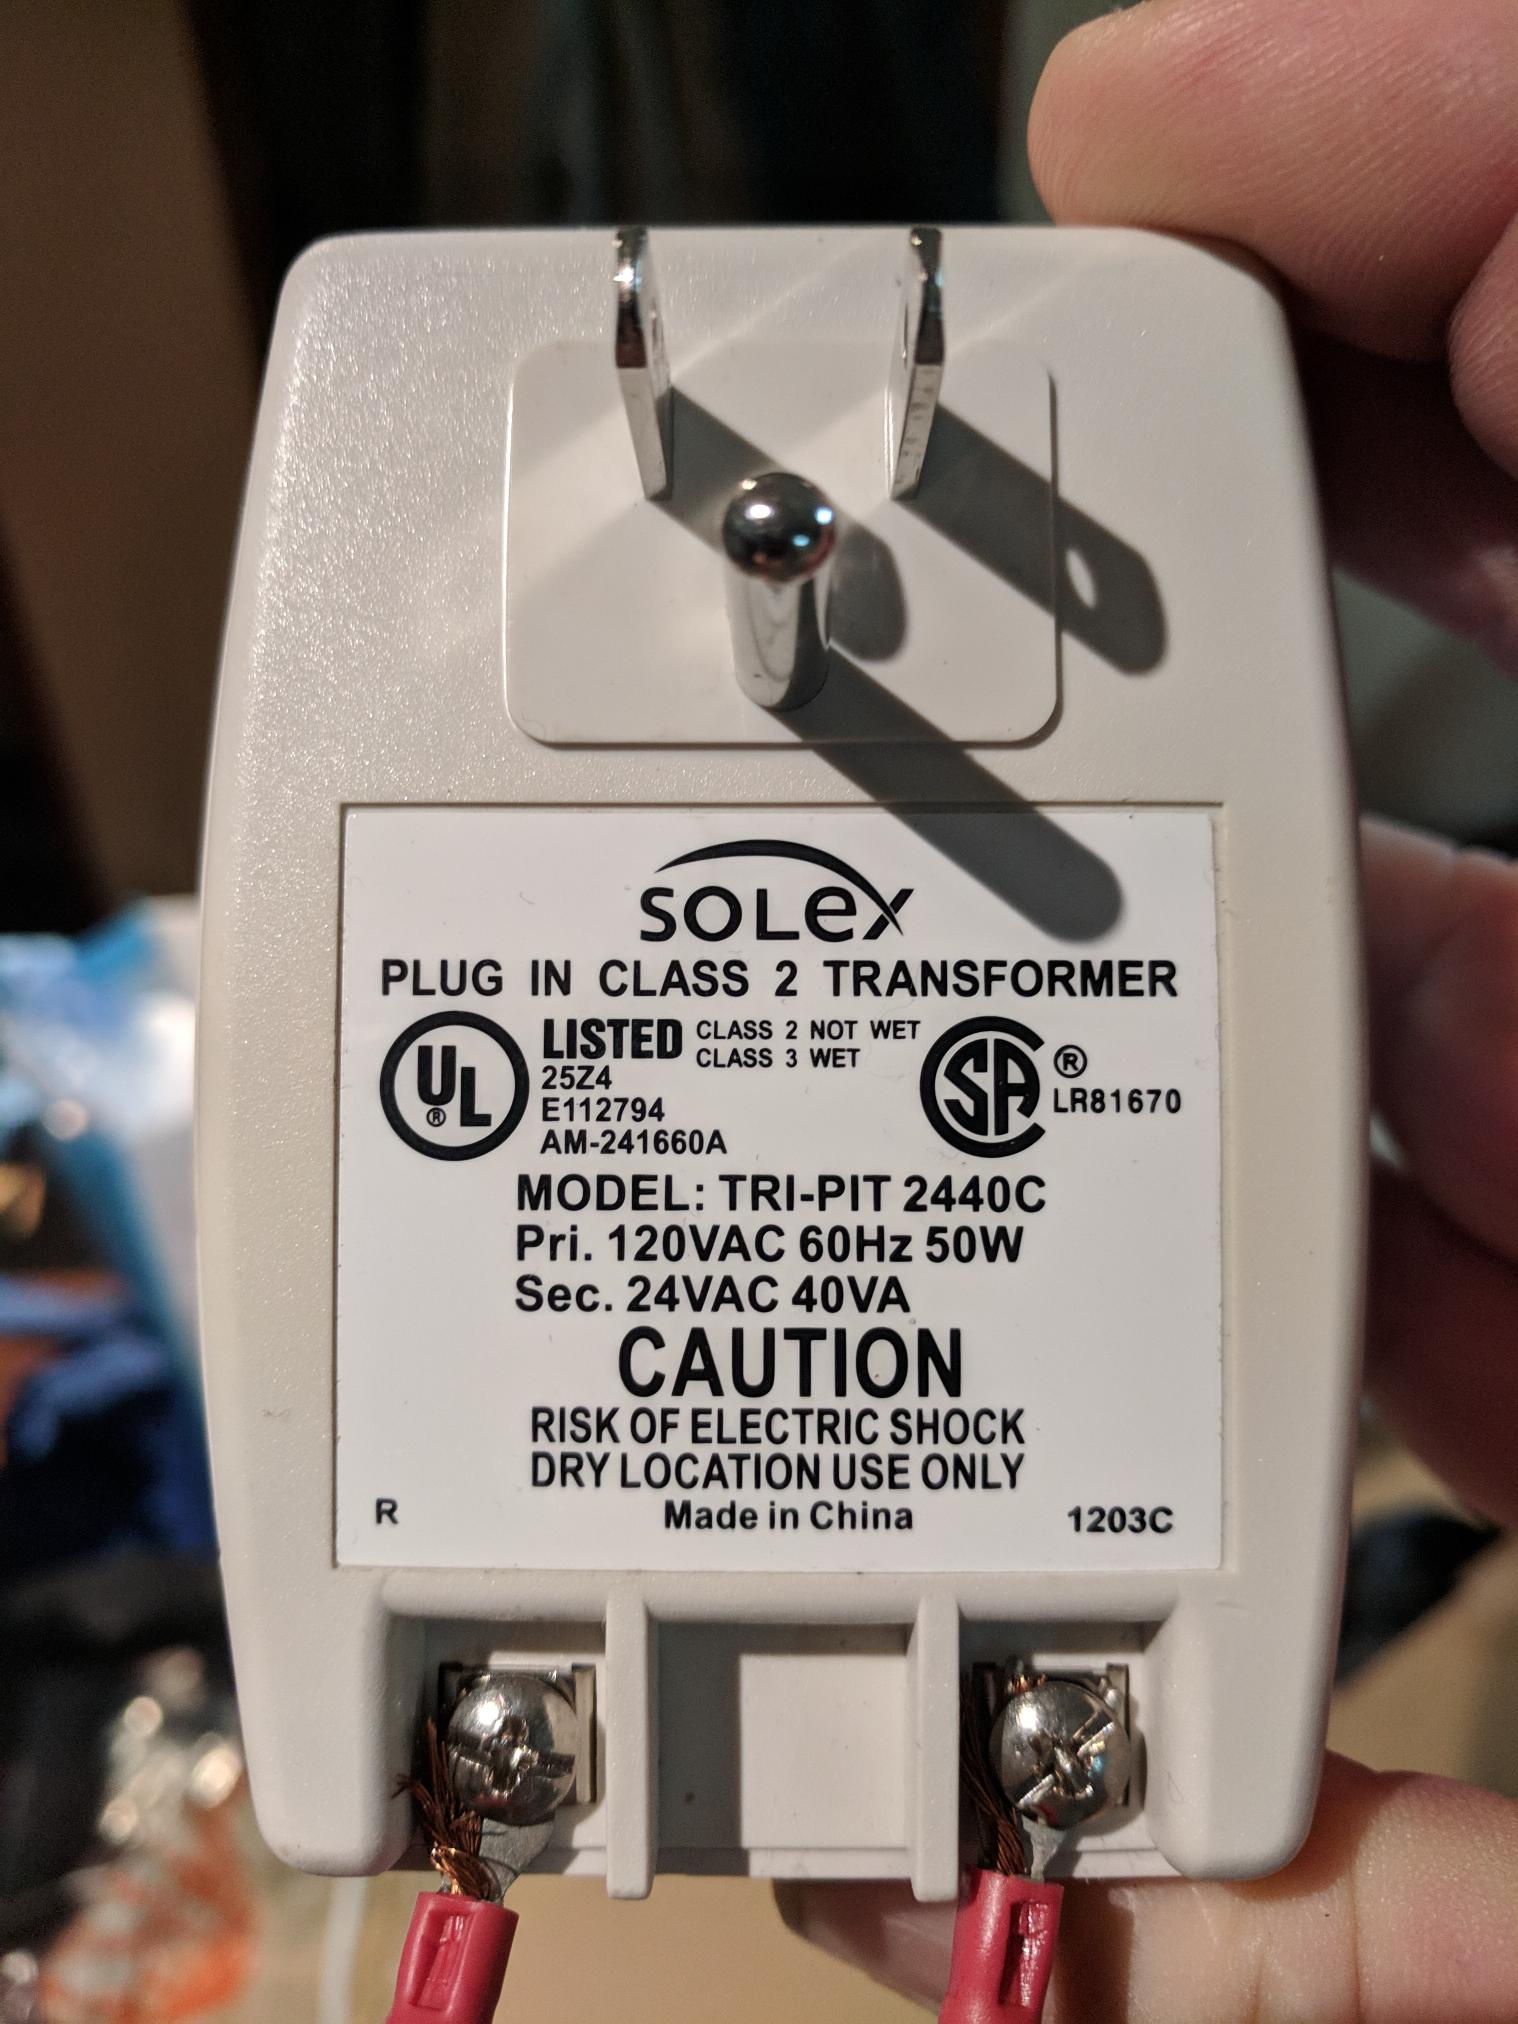 SOLex
PLUG IN CLASS 2 TRANSFORMER
UL ® LISTED CLASS 2 NOT WET
CLASS 3 WET
25Z4
E112794
AM-241660A
SA ®
LR81670
MODEL: TRI-PIT 2440C
Pri. 120VAC 60Hz 50W
Sec. 24VAC 40VA
CAUTION
RISK OF ELECTRIC SHOCK
DRY LOCATION USE ONLY
R Made in China 1203C